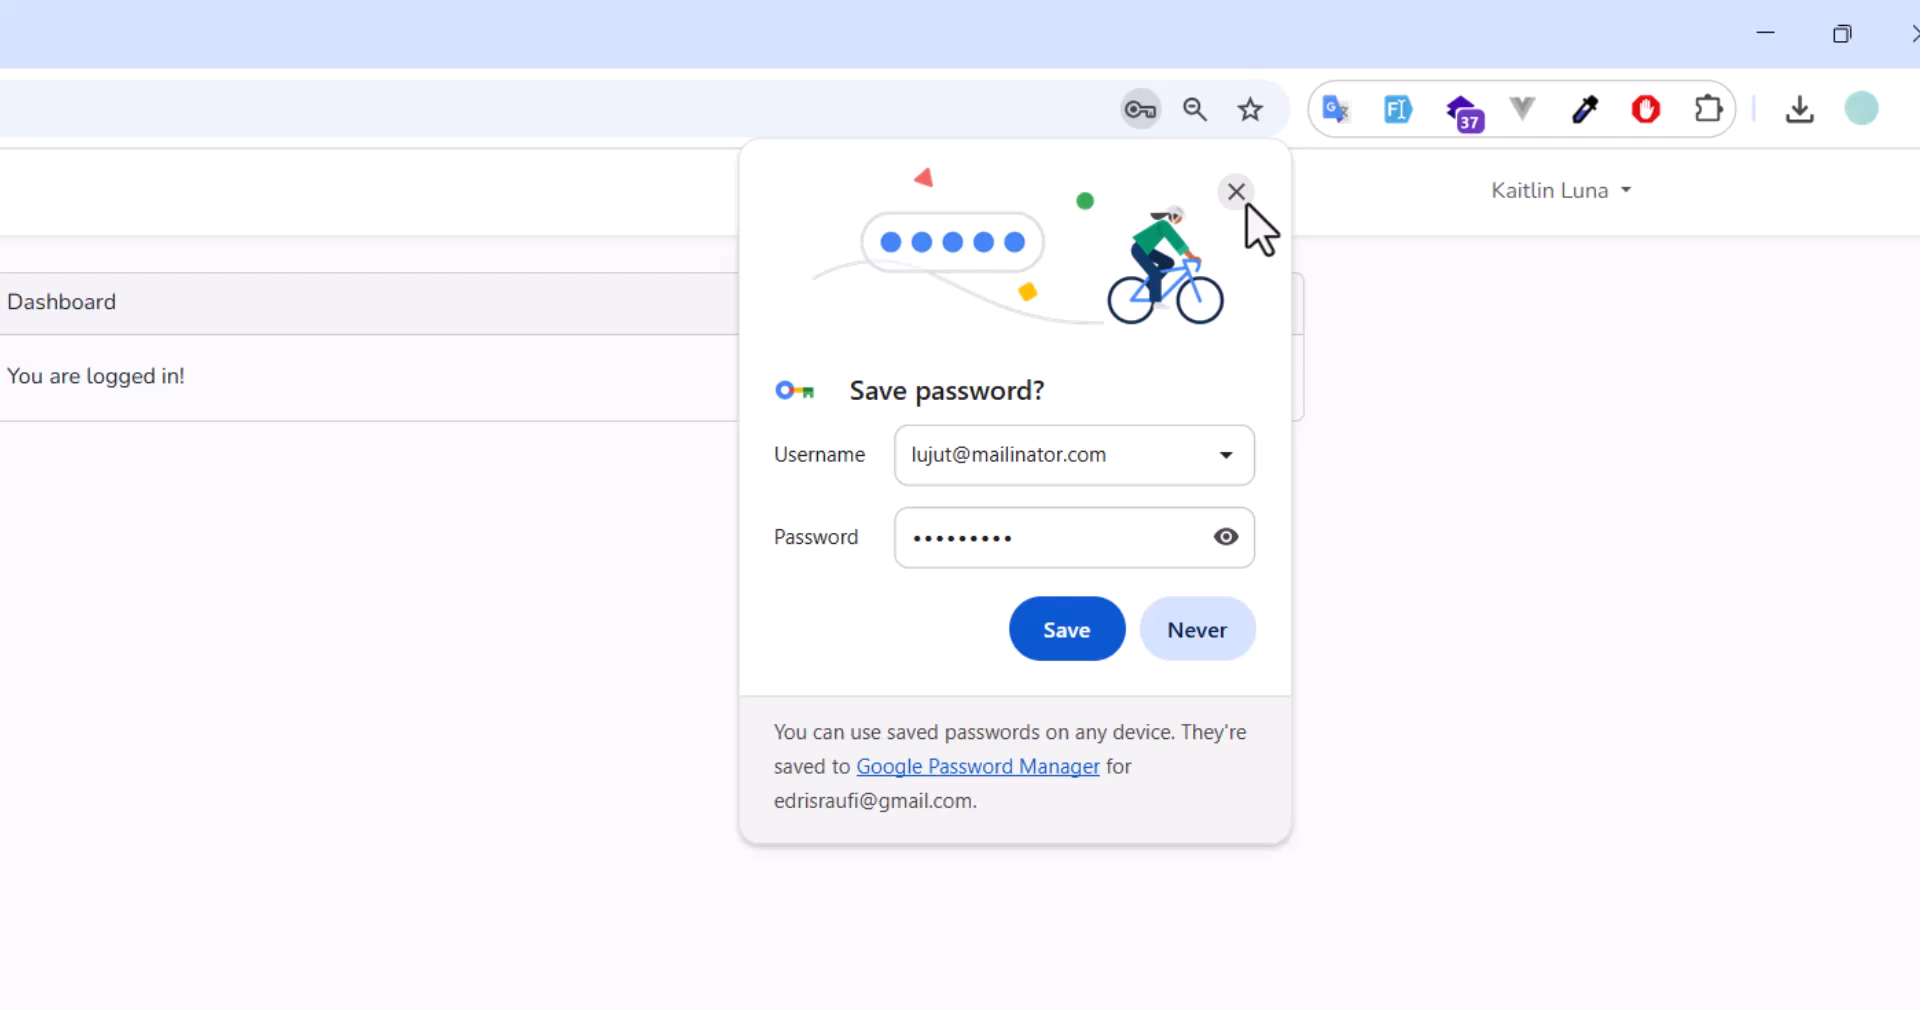 37
Kaitlin Luna
Dashboard
You are logged in!
Save password?
Username
lujut@mailinator.com
Password
•••••••••
Save
Never
You can use saved passwords on any device. They're
saved to Google Password Manager for
edrisraufi@gmail.com.